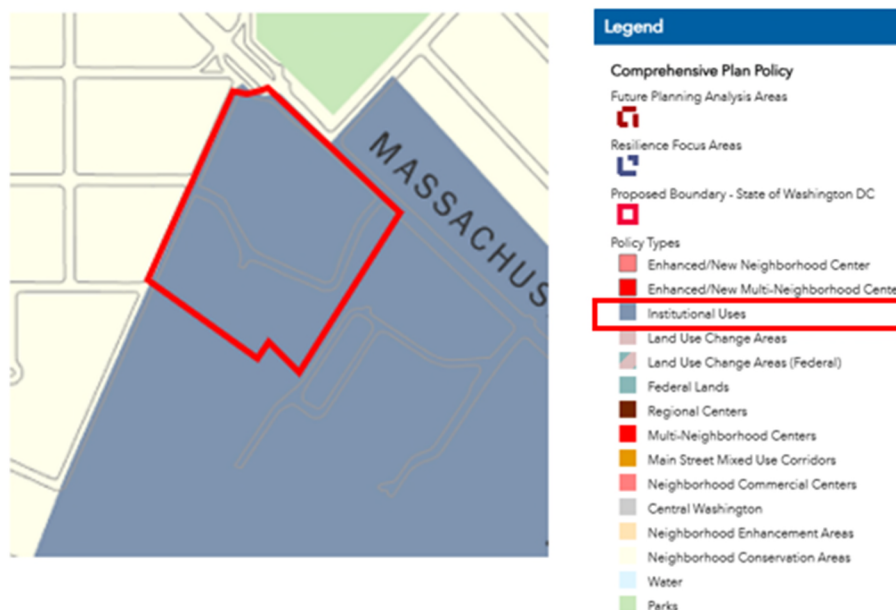 MASSACHUS
Legend
Comprehensive Plan Policy
Future Planning Analysis Areas
Resilience Focus Areas
Proposed Boundary - State of Washington DC
Policy Types
Enhanced/New Neighborhood Center
Enhanced/New Multi-Neighborhood Cente
Institutional Uses
Land Use Change Areas
Land Use Change Areas (Federal)
Federal Lands
Regional Centers
Multi-Neighborhood Centers
Main Street Mixed Use Corridors
Neighborhood Commercial Centers
Central Washington
Neighborhood Enhancement Areas
Neighborhood Conservation Areas
Water
Parks